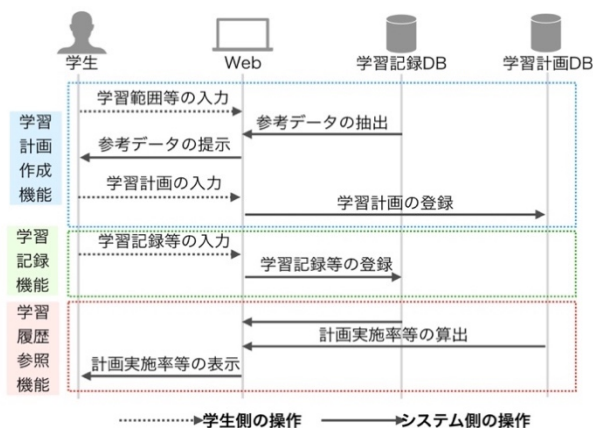 学生
Web
学習記録DB
学習計画DB
学習
計画
作成
機能
学習範囲等の入力
参考データの抽出
参考データの提示
学習計画の入力
学習計画の登録
学習
記録
機能
学習記録等の入力
学習記録等の登録
学習
履歴
参照
機能
計画実施率等の算出
計画実施率等の表示
学生側の操作
システム側の操作